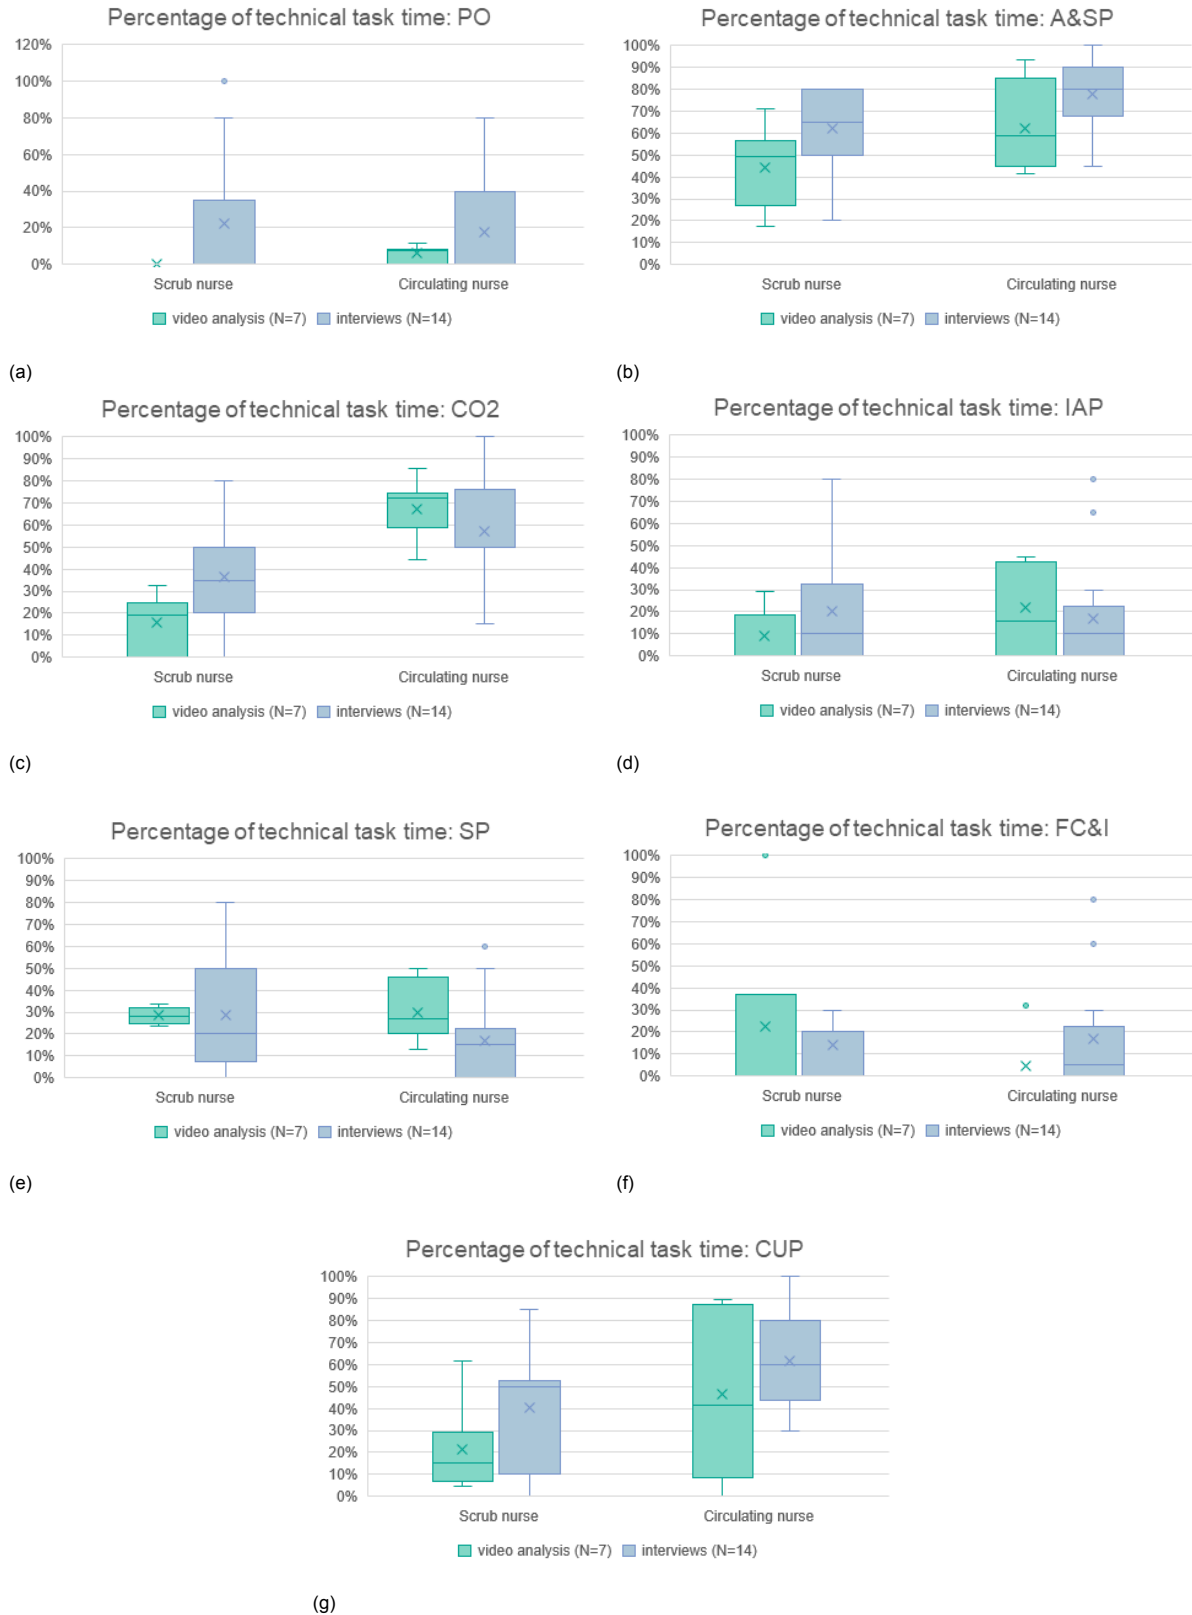 Percentage of technical task time: PO
120%
100%
80%
60%
40%
20%
0%
Scrub nurse Circulating nurse
video analysis (N=7) interviews (N=14)
(a)
Percentage of technical task time: A&SP
100%
90%
80%
70%
60%
50%
40%
30%
20%
10%
0%
Scrub nurse Circulating nurse
video analysis (N=7) interviews (N=14)
(b)
Percentage of technical task time: CO2
100%
90%
80%
70%
60%
50%
40%
30%
20%
10%
0%
Scrub nurse Circulating nurse
video analysis (N=7) interviews (N=14)
(c)
Percentage of technical task time: IAP
100%
90%
80%
70%
60%
50%
40%
30%
20%
10%
0%
Scrub nurse Circulating nurse
video analysis (N=7) interviews (N=14)
(d)
Percentage of technical task time: SP
100%
90%
80%
70%
60%
50%
40%
30%
20%
10%
0%
Scrub nurse Circulating nurse
video analysis (N=7) interviews (N=14)
(e)
Percentage of technical task time: FC&I
100%
90%
80%
70%
60%
50%
40%
30%
20%
10%
0%
Scrub nurse Circulating nurse
video analysis (N=7) interviews (N=14)
(f)
Percentage of technical task time: CUP
100%
90%
80%
70%
60%
50%
40%
30%
20%
10%
0%
Scrub nurse Circulating nurse
video analysis (N=7) interviews (N=14)
(g)